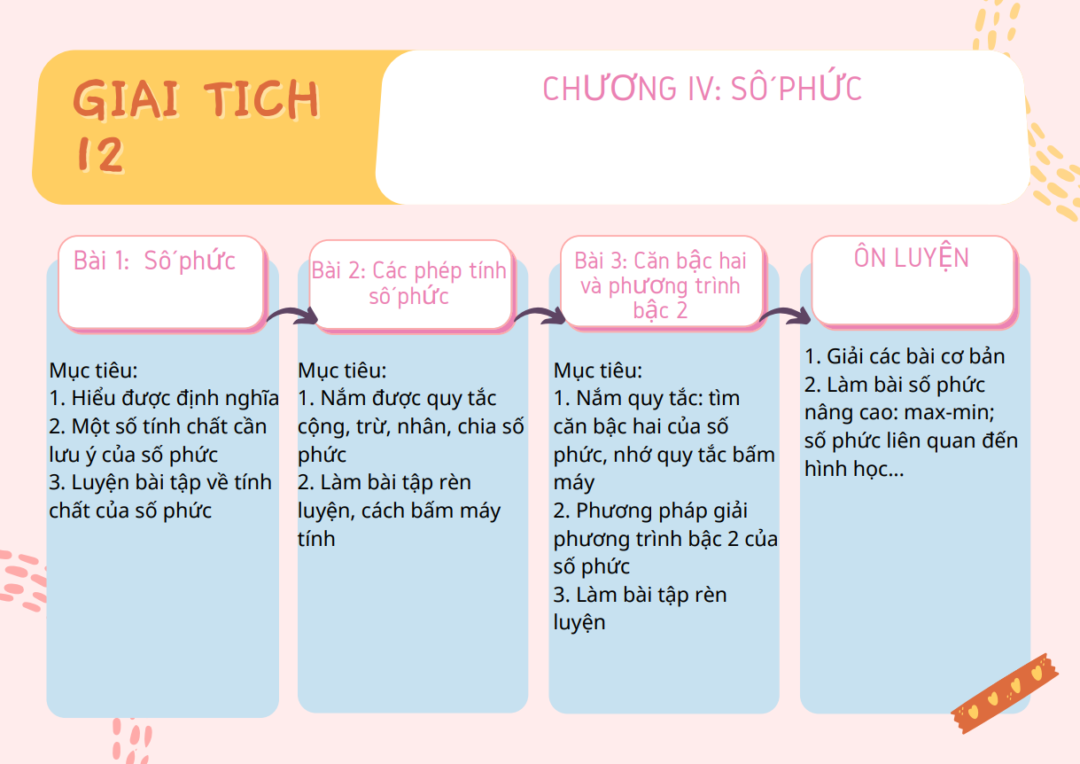 GIAI TICH
12
CHƯƠNG IV: SỐ PHỨC
Bài 1: Số phức
Mục tiêu:
1. Hiểu được định nghĩa
2. Một số tính chất cần
lưu ý của số phức
3. Luyện bài tập về tính
chất của số phức
Bài 2: Các phép tính
số phức
Mục tiêu:
1. Nắm được quy tắc
cộng, trừ, nhân, chia số
phức
2. Làm bài tập rèn
luyện, cách bấm máy
tính
Bài 3: Căn bậc hai
và phương trình
bậc 2
Mục tiêu:
1. Nắm quy tắc: tìm
căn bậc hai của số
phức, nhớ quy tắc bấm
máy
2. Phương pháp giải
phương trình bậc 2 của
số phức
3. Làm bài tập rèn
luyện
ÔN LUYỆN
1. Giải các bài cơ bản
2. Làm bài số phức
nâng cao: max-min;
số phức liên quan đến
hình học...